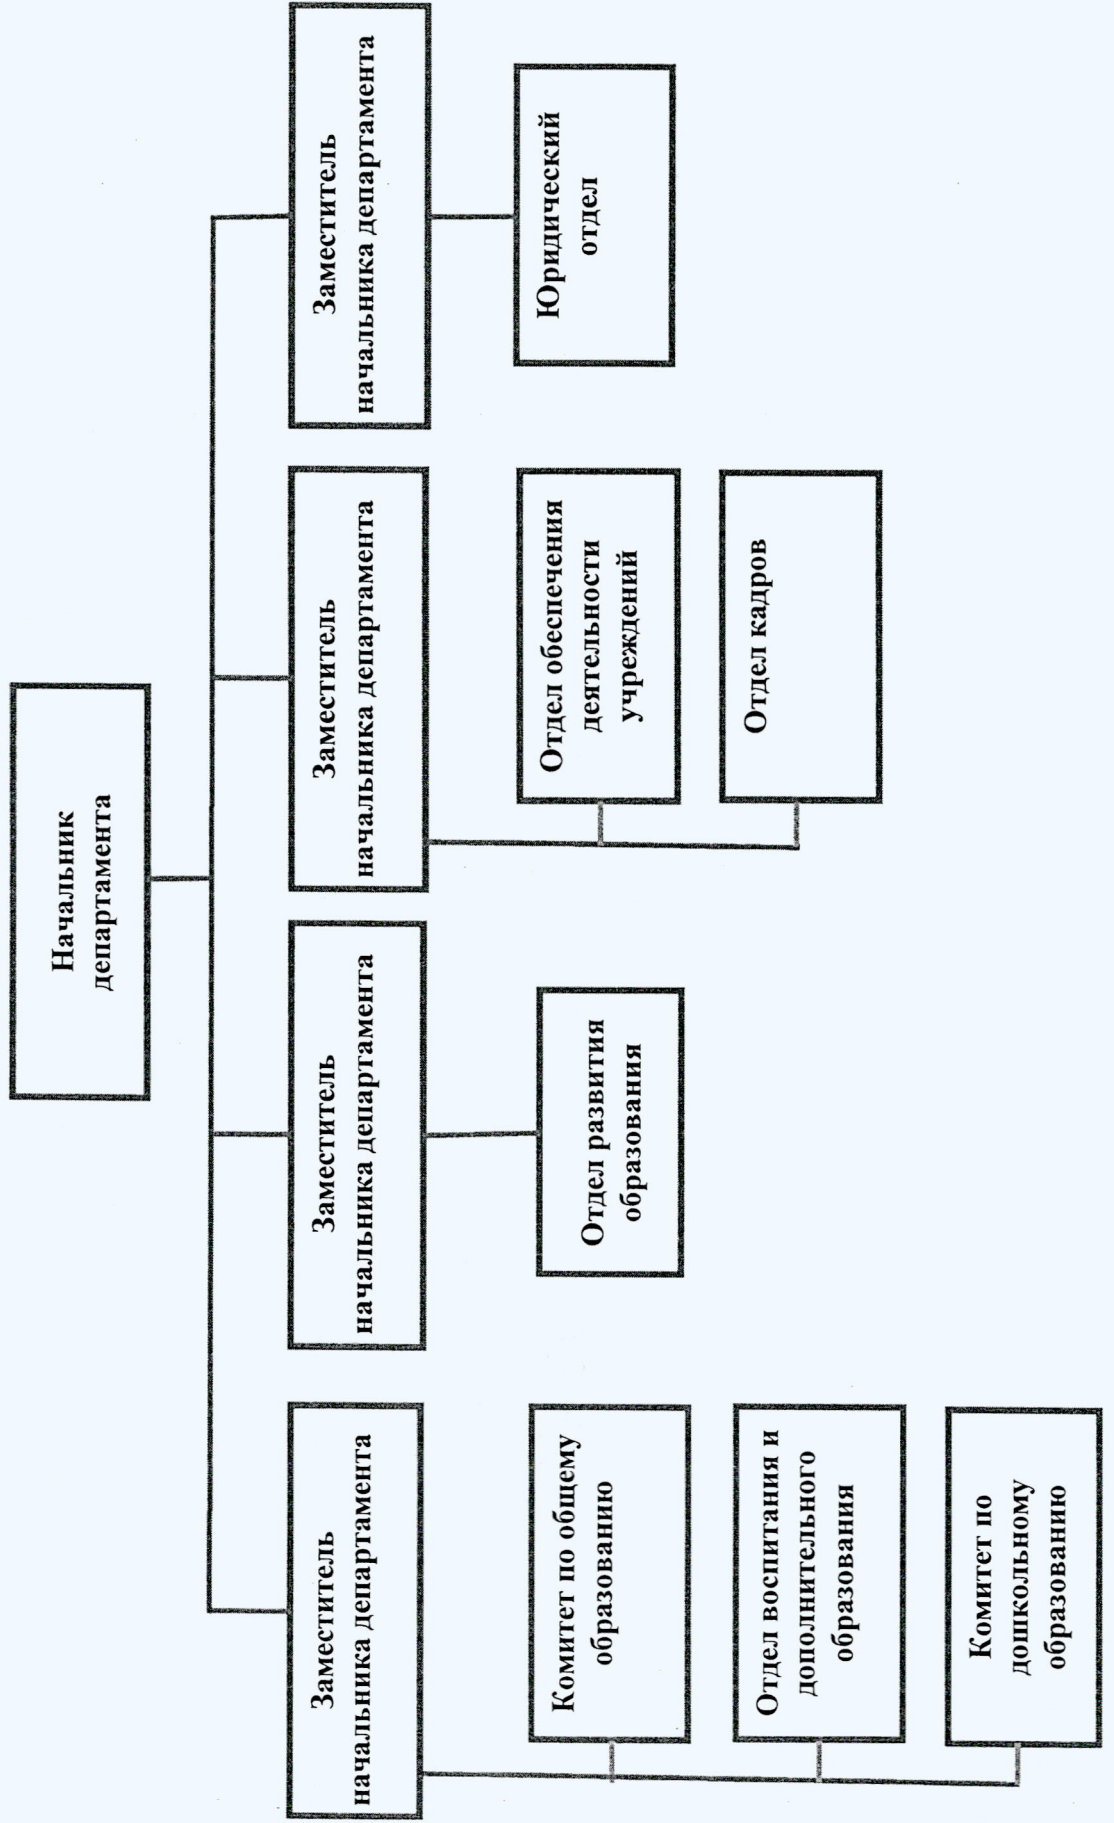 Начальник
департамента
Заместитель
начальника департамента
Заместитель
начальника департамента
Заместитель
начальника департамента
Заместитель
начальника департамента
Комитет по общему
образованию
Отдел воспитания и
дополнительного
образования
Комитет по
дошкольному
образованию
Отдел развития
образования
Отдел обеспечения
деятельности
учреждений
Отдел кадров
Юридический
отдел